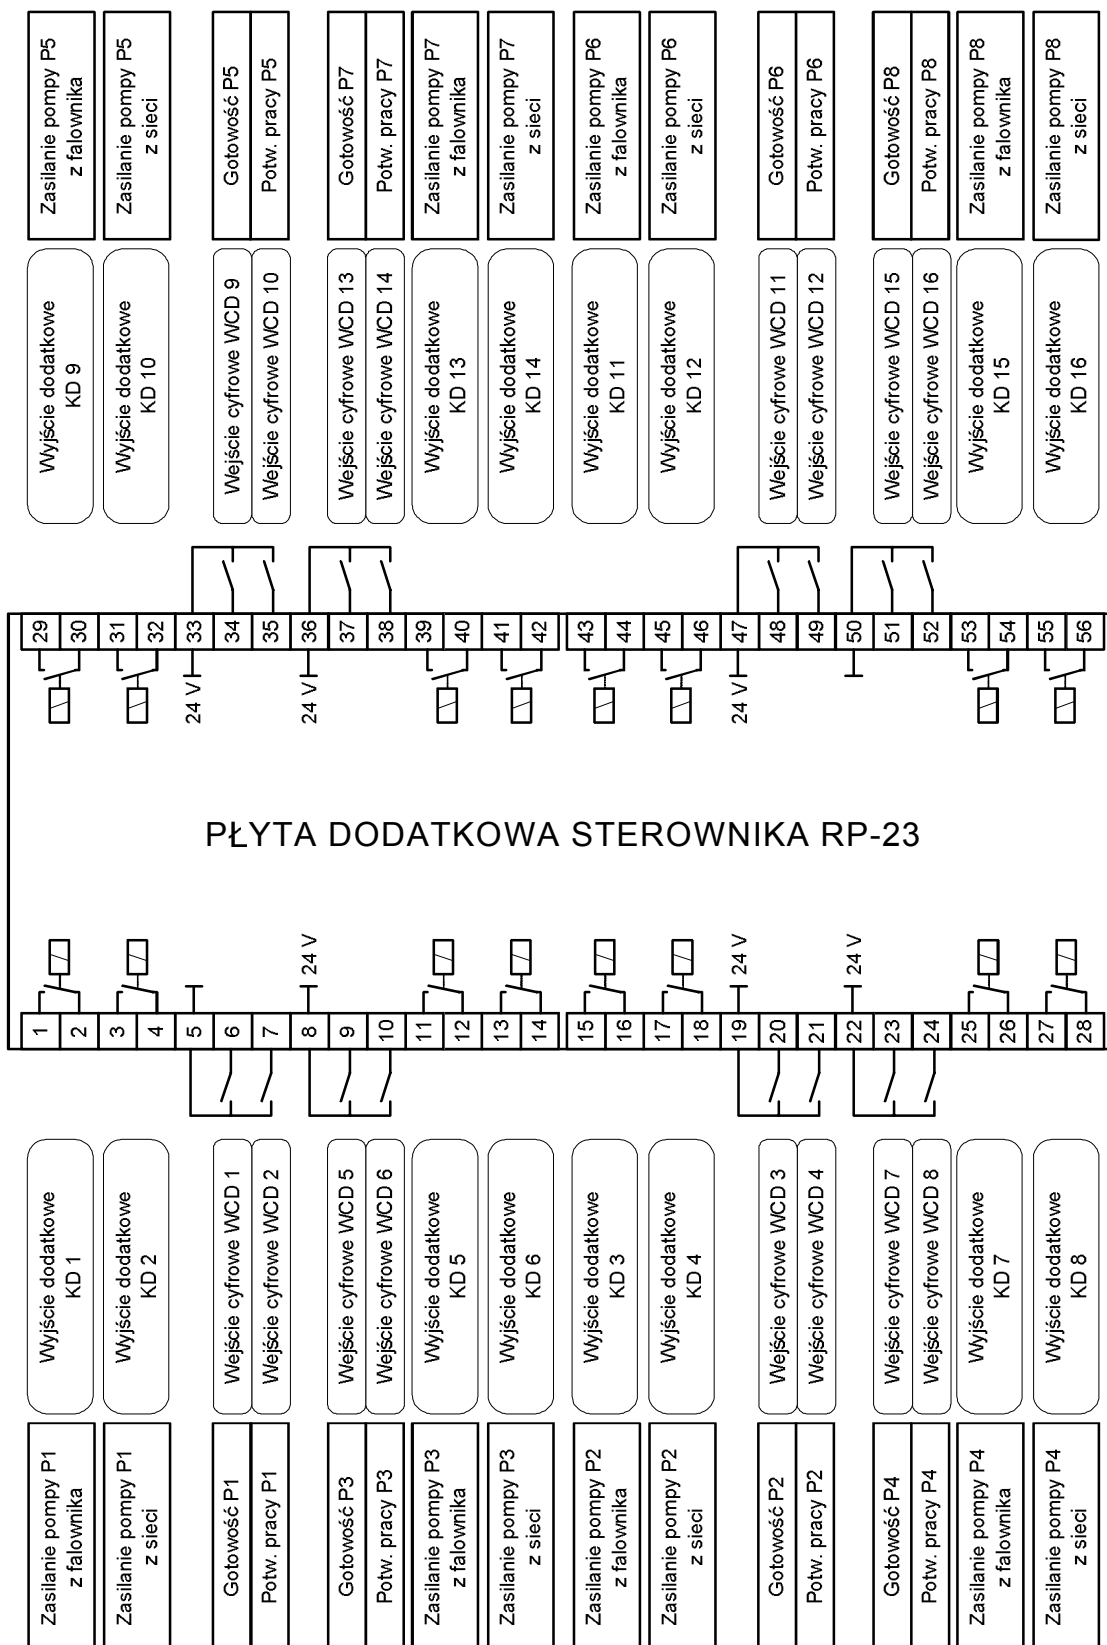 Zasilanie pompy P5
z falownika
Zasilanie pompy P5
z sieci
Gotowość P5
Potw. pracy P5
Gotowość P7
Potw. pracy P7
Zasilanie pompy P7
z falownika
Zasilanie pompy P7
z sieci
Zasilanie pompy P6
z falownika
Zasilanie pompy P6
z sieci
Gotowość P6
Potw. pracy P6
Gotowość P8
Potw. pracy P8
Zasilanie pompy P8
z falownika
Zasilanie pompy P8
z sieci
Wyjście dodatkowe
KD 9
Wyjście dodatkowe
KD 10
Wejście cyfrowe WCD 9
Wejście cyfrowe WCD 10
Wejście cyfrowe WCD 13
Wejście cyfrowe WCD 14
Wyjście dodatkowe
KD 13
Wyjście dodatkowe
KD 14
Wyjście dodatkowe
KD 11
Wyjście dodatkowe
KD 12
Wejście cyfrowe WCD 11
Wejście cyfrowe WCD 12
Wejście cyfrowe WCD 15
Wejście cyfrowe WCD 16
Wyjście dodatkowe
KD 15
Wyjście dodatkowe
KD 16
29
30
31
32
33
34
35
36
37
38
39
40
41
42
43
44
45
46
47
48
49
50
51
52
53
54
55
56
24 V
24 V
24 V
PŁYTA DODATKOWA STEROWNIKA RP-23
24 V
24 V
24 V
1
2
3
4
5
6
7
8
9
10
11
12
13
14
15
16
17
18
19
20
21
22
23
24
25
26
27
28
Wyjście dodatkowe
KD 1
Wyjście dodatkowe
KD 2
Wejście cyfrowe WCD 1
Wejście cyfrowe WCD 2
Wejście cyfrowe WCD 5
Wejście cyfrowe WCD 6
Wyjście dodatkowe
KD 5
Wyjście dodatkowe
KD 6
Wyjście dodatkowe
KD 3
Wyjście dodatkowe
KD 4
Wejście cyfrowe WCD 3
Wejście cyfrowe WCD 4
Wejście cyfrowe WCD 7
Wejście cyfrowe WCD 8
Wyjście dodatkowe
KD 7
Wyjście dodatkowe
KD 8
Zasilanie pompy P1
z falownika
Zasilanie pompy P1
z sieci
Gotowość P1
Potw. pracy P1
Gotowość P3
Potw. pracy P3
Zasilanie pompy P3
z falownika
Zasilanie pompy P3
z sieci
Zasilanie pompy P2
z falownika
Zasilanie pompy P2
z sieci
Gotowość P2
Potw. pracy P2
Gotowość P4
Potw. pracy P4
Zasilanie pompy P4
z falownika
Zasilanie pompy P4
z sieci